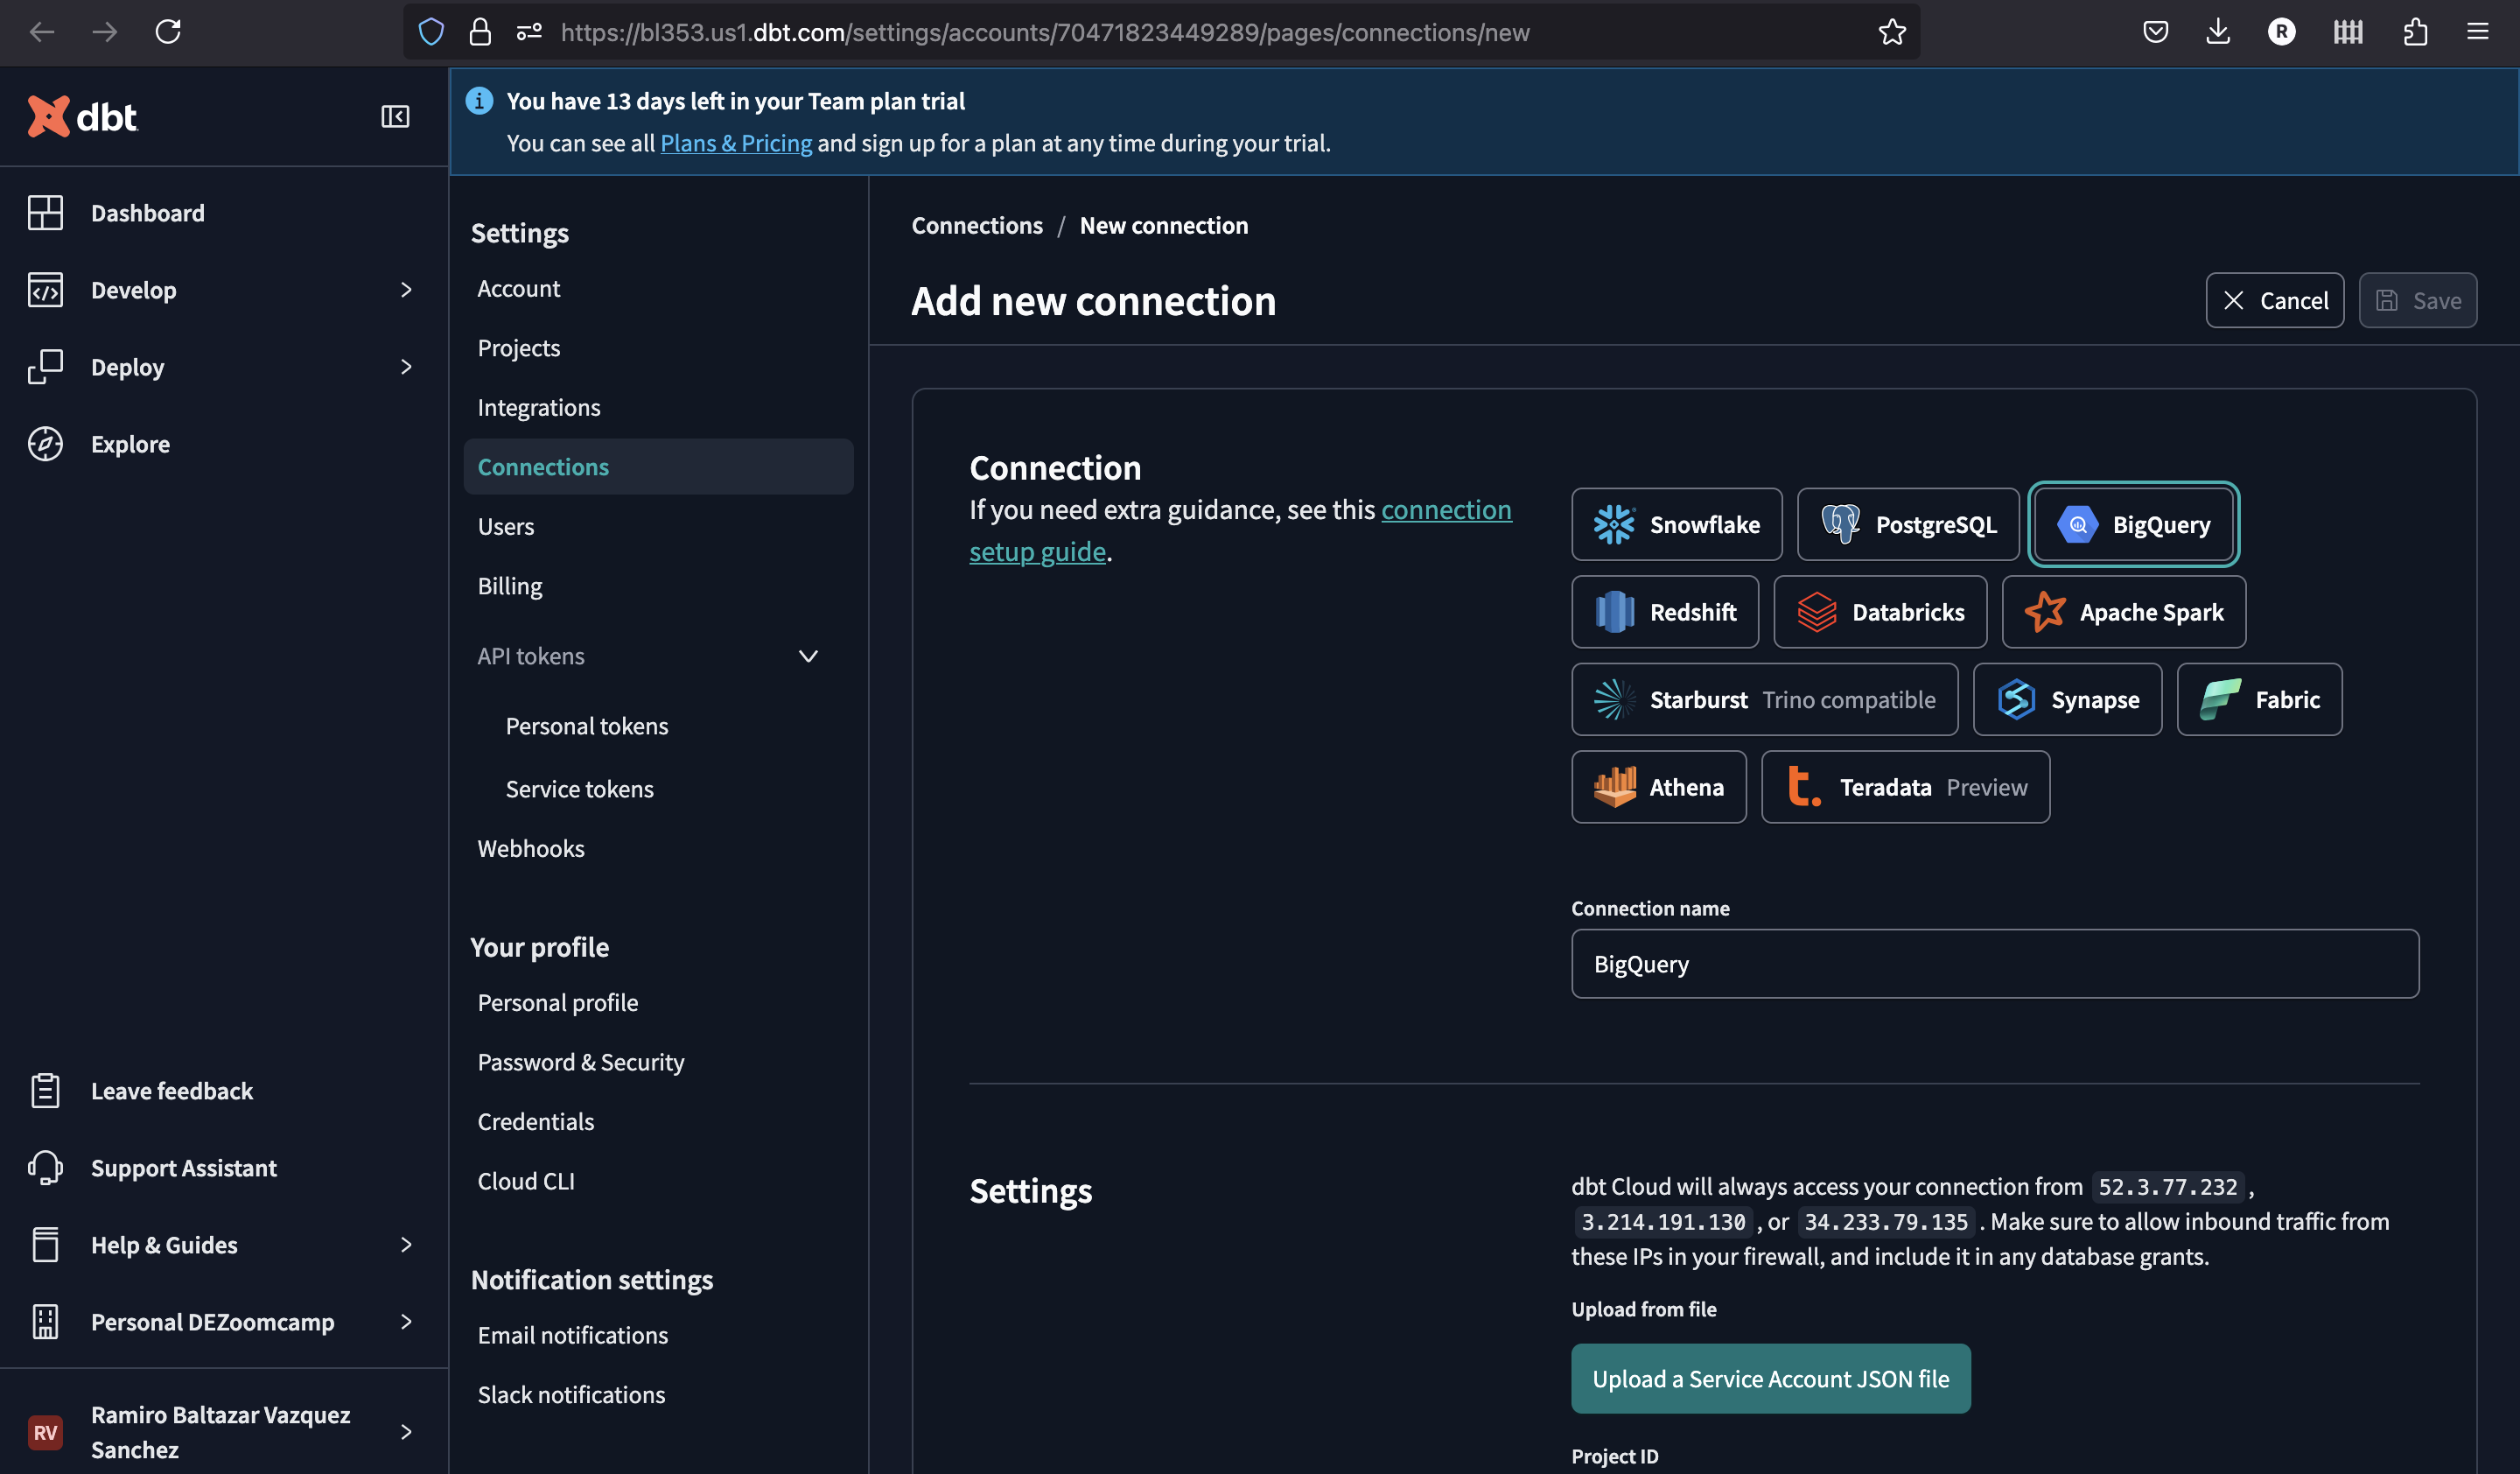 https://bl353.us1.dbt.com/settings/accounts/70471823449289/pages/connections/new
R
dbt
You have 13 days left in your Team plan trial
You can see all Plans & Pricing and sign up for a plan at any time during your trial.
Dashboard
Develop
Deploy
Explore
Leave feedback
Support Assistant
Help & Guides
Personal DEZoomcamp
RV
Ramiro Baltazar Vazquez
Sanchez
Settings
Account
Projects
Integrations
Connections
Users
Billing
API tokens
Personal tokens
Service tokens
Webhooks
Your profile
Personal profile
Password & Security
Credentials
Cloud CLI
Notification settings
Email notifications
Slack notifications
Connections / New connection
Add new connection
Cancel
Save
Connection
If you need extra guidance, see this connection
setup guide.
Snowflake
PostgreSQL
BigQuery
Redshift
Databricks
Apache Spark
Starburst Trino compatible
Synapse
Fabric
Athena
Teradata Preview
Connection name
BigQuery
Settings
dbt Cloud will always access your connection from 52.3.77.232 ,
3.214.191.130 , or 34.233.79.135 . Make sure to allow inbound traffic from
these IPs in your firewall, and include it in any database grants.
Upload from file
Upload a Service Account JSON file
Project ID